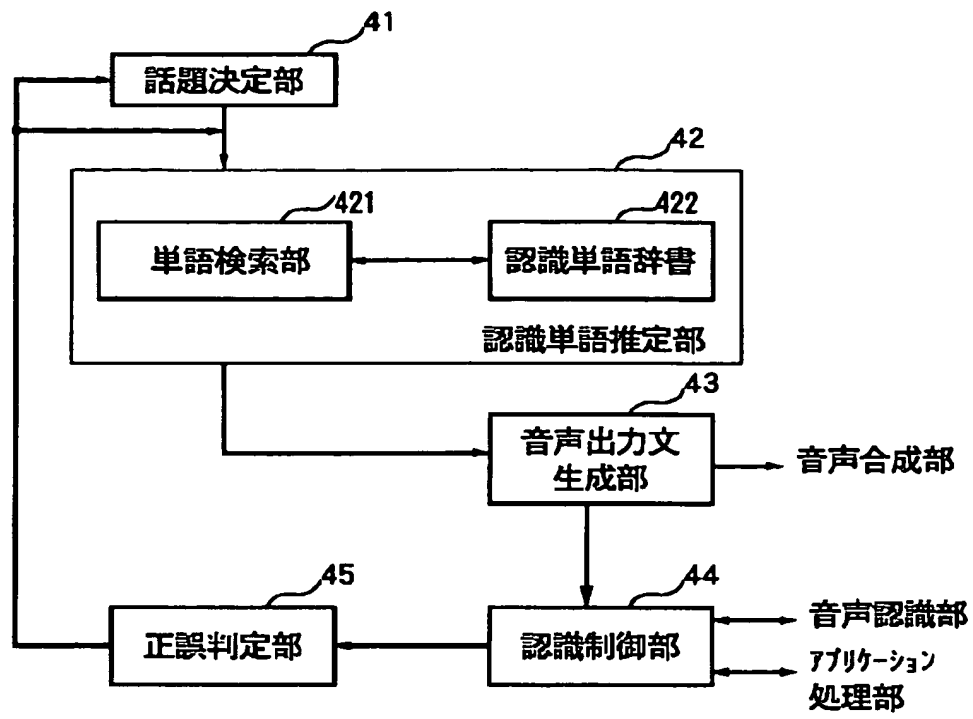 41
話題決定部
42
421
422
単語検索部
認識単語辞書
認識単語推定部
43
音声出力文
生成部
音声合成部
45
44
正誤判定部
認識制御部
音声認識部
アプリケーション
処理部